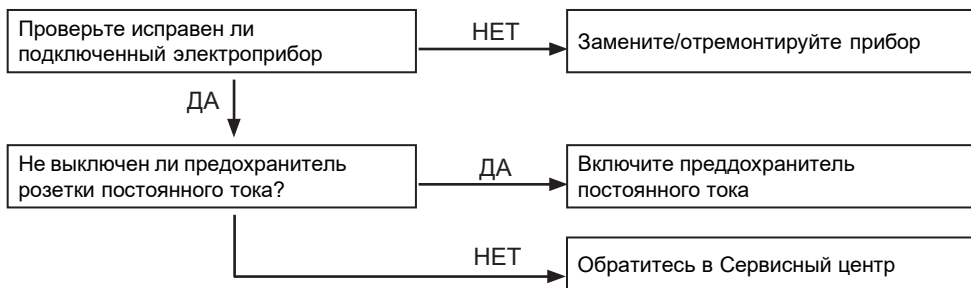 Проверьте исправен ли
подключенный электроприбор
НЕТ
Замените/отремонтируйте прибор
ДА
Не выключен ли предохранитель
розетки постоянного тока?
ДА
Включите преддохранитель
постоянного тока
НЕТ
Обратитесь в Сервисный центр